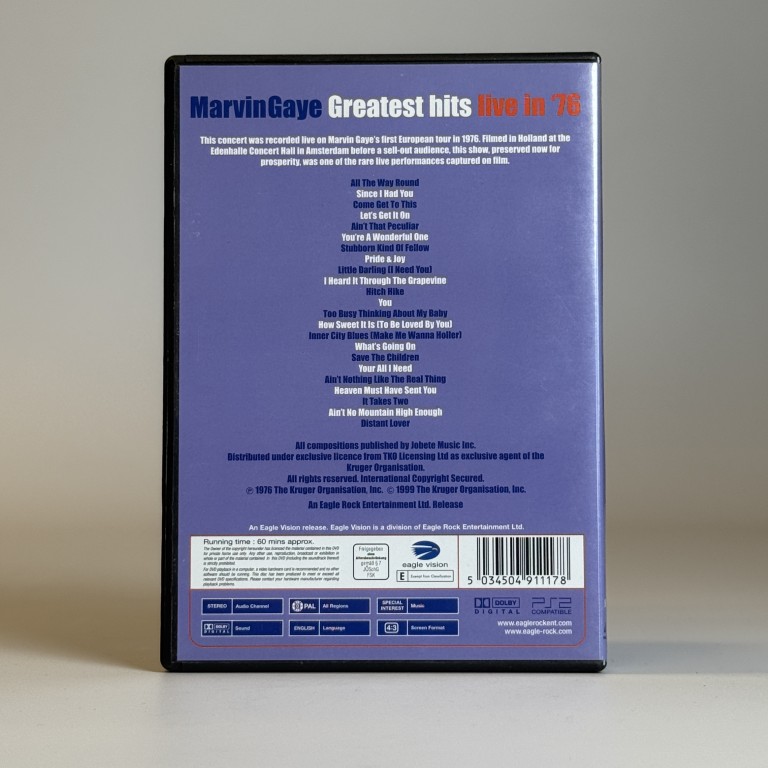 MarvinGaye Greatest hits live in '76
This concert was recorded live on Marvin Gaye's first European tour in 1976. Filmed in Holland at the
Edenhalle Concert Hall in Amsterdam before a sell-out audience, this show, preserved now for
prosperity, was one of the rare live performances captured on film.
All The Way Round
Since I Had You
Come Get To This
Let's Get It On
Ain't That Peculiar
You're A Wonderful One
Stubborn Kind Of Fellow
Pride & Joy
Little Darling (I Need You)
I Heard It Through The Grapevine
Hitch Hike
You
Too Busy Thinking About My Baby
How Sweet It Is (To Be Loved By You)
Inner City Blues (Make Me Wanna Holler)
What's Going On
Save The Children
Your All I Need
Ain't Nothing Like The Real Thing
Heaven Must Have Sent You
It Takes Two
Ain't No Mountain High Enough
Distant Lover
All compositions published by Jobete Music Inc.
Distributed under exclusive licence from TKO Licensing Ltd as exclusive agent of the
Kruger Organisation.
All rights reserved. International Copyright Secured.
℗ 1976 The Kruger Organisation, Inc. © 1999 The Kruger Organisation, Inc.
An Eagle Rock Entertainment Ltd. Release
An Eagle Vision release. Eagle Vision is a division of Eagle Rock Entertainment Ltd.
Running time : 60 mins approx.
Freigegeben
ohne
Altersbeschränkung
gemäß § 7
JÖSchG
FSK
eagle vision
E Exempt from Classification
5 034504 911178
STEREO Audio Channel
PAL All Regions
SPECIAL INTEREST Music
DOLBY DIGITAL
PS2 COMPATIBLE
DOLBY DIGITAL Sound
ENGLISH Language
4:3 Screen Format
www.eaglerockent.com
www.eagle-rock.com